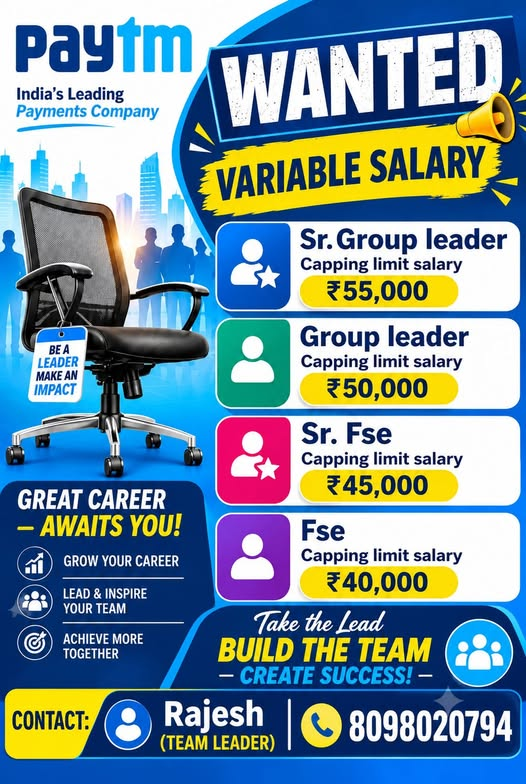 paytm
India's Leading
Payments Company
WANTED
VARIABLE SALARY
Sr. Group leader
Capping limit salary
₹55,000
Group leader
Capping limit salary
₹50,000
Sr. Fse
Capping limit salary
₹45,000
Fse
Capping limit salary
₹40,000
BE A
LEADER
MAKE AN
IMPACT
GREAT CAREER
– AWAITS YOU!
GROW YOUR CAREER
LEAD & INSPIRE
YOUR TEAM
ACHIEVE MORE
TOGETHER
Take the Lead
BUILD THE TEAM
– CREATE SUCCESS! –
CONTACT:
Rajesh
(TEAM LEADER)
8098020794